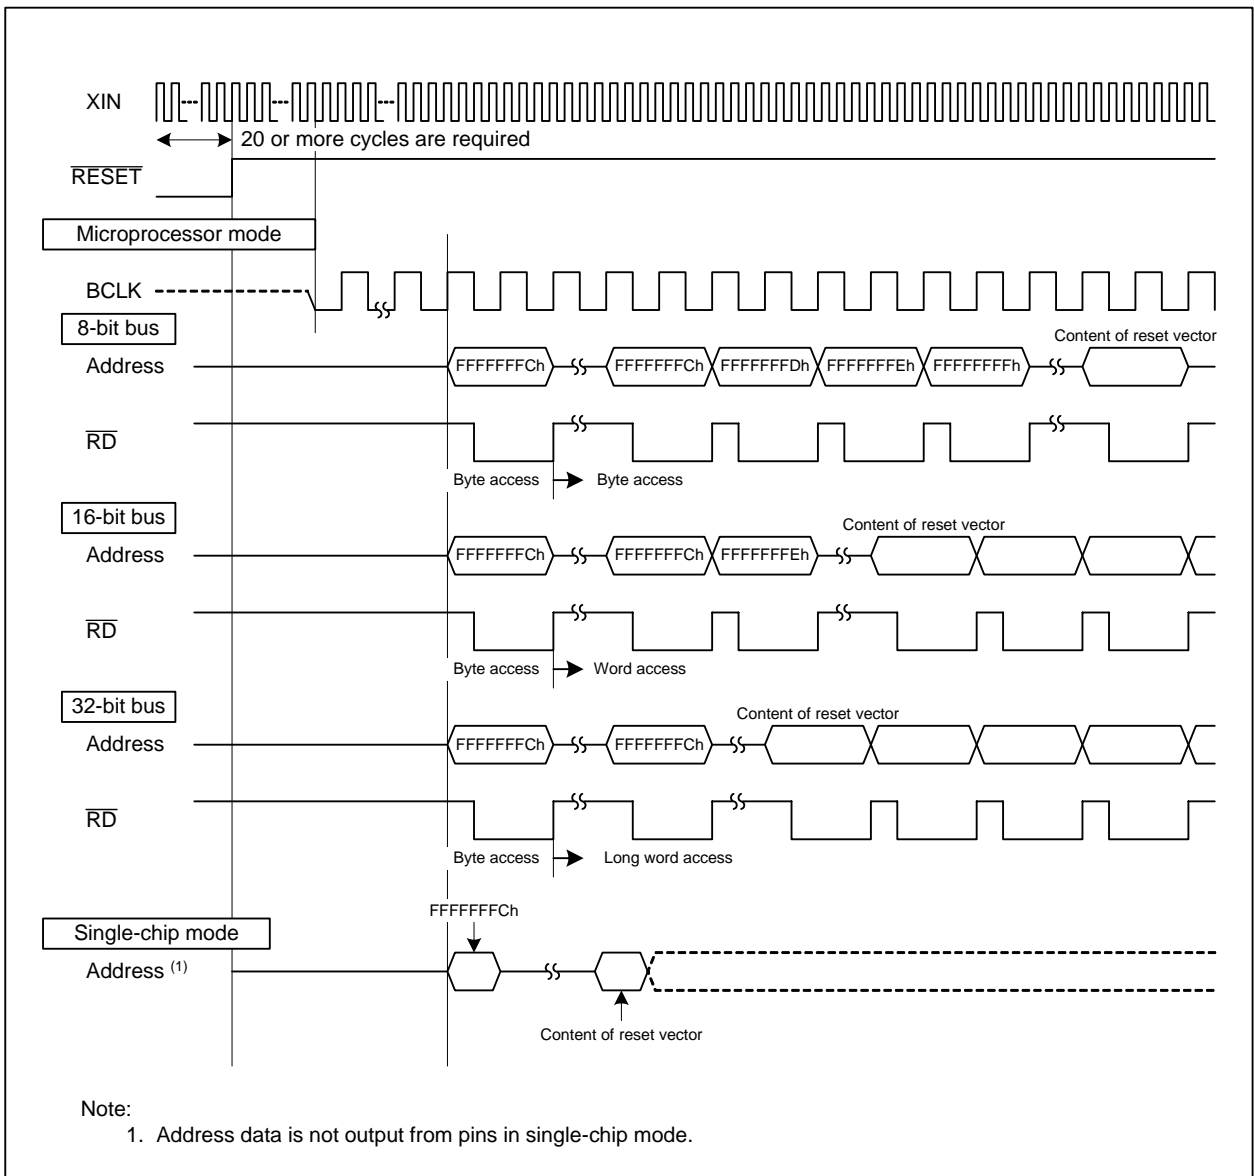 XIN
20 or more cycles are required
RESET
Microprocessor mode
BCLK
8-bit bus
Content of reset vector
Address
FFFFFFFCh
FFFFFFFCh
FFFFFFFDh
FFFFFFFEh
FFFFFFFFh
RD
Byte access
Byte access
16-bit bus
Content of reset vector
Address
FFFFFFFCh
FFFFFFFCh
FFFFFFFEh
RD
Byte access
Word access
32-bit bus
Content of reset vector
Address
FFFFFFFCh
FFFFFFFCh
RD
Byte access
Long word access
FFFFFFFCh
Single-chip mode
Address (1)
Content of reset vector
Note:
1. Address data is not output from pins in single-chip mode.